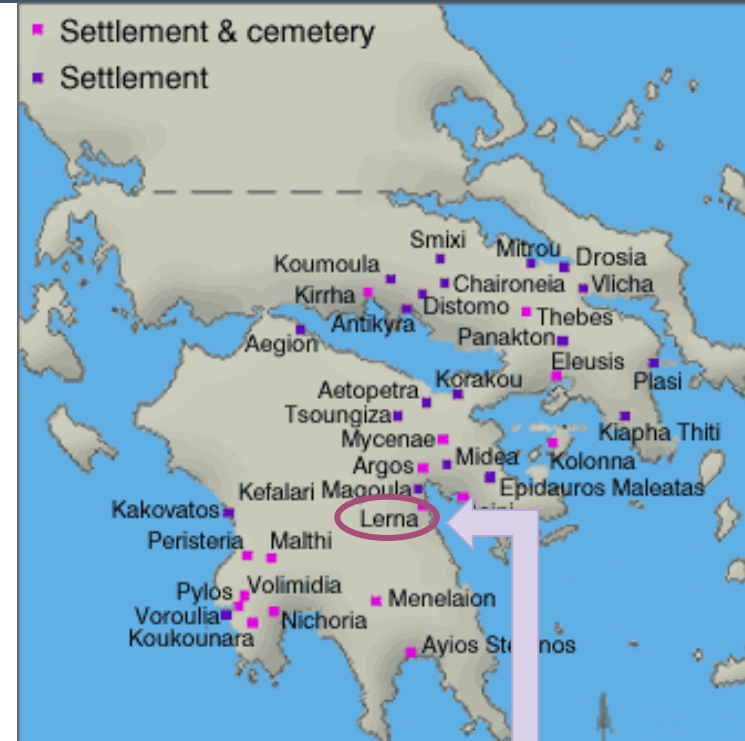 Settlement & cemetery
Settlement
Smixi
Mitrou
Drosia
Koumoula
Chaironeia
Vlicha
Kirrha
Distomo
Thebes
Antikyra
Panakton
Aegion
Eleusis
Korakou
Plasi
Aetopetra
Tsoungiza
Kiapha Thiti
Mycenae
Midea
Kolonna
Argos
Epidauros Maleatas
Kefalari Magoula
Kakovatos
Lerna
Peristeria
Malthi
Pylos
Volimidia
Menelaion
Voroulia
Nichoria
Koukounara
Ayios